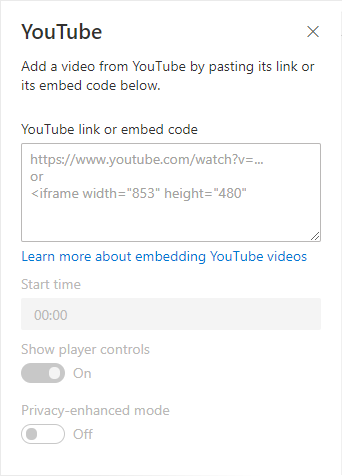 YouTube
Add a video from YouTube by pasting its link or
its embed code below.
YouTube link or embed code
https://www.youtube.com/watch?v=...
or
<iframe width="853" height="480"
Learn more about embedding YouTube videos
Start time
00:00
Show player controls
On
Privacy-enhanced mode
Off